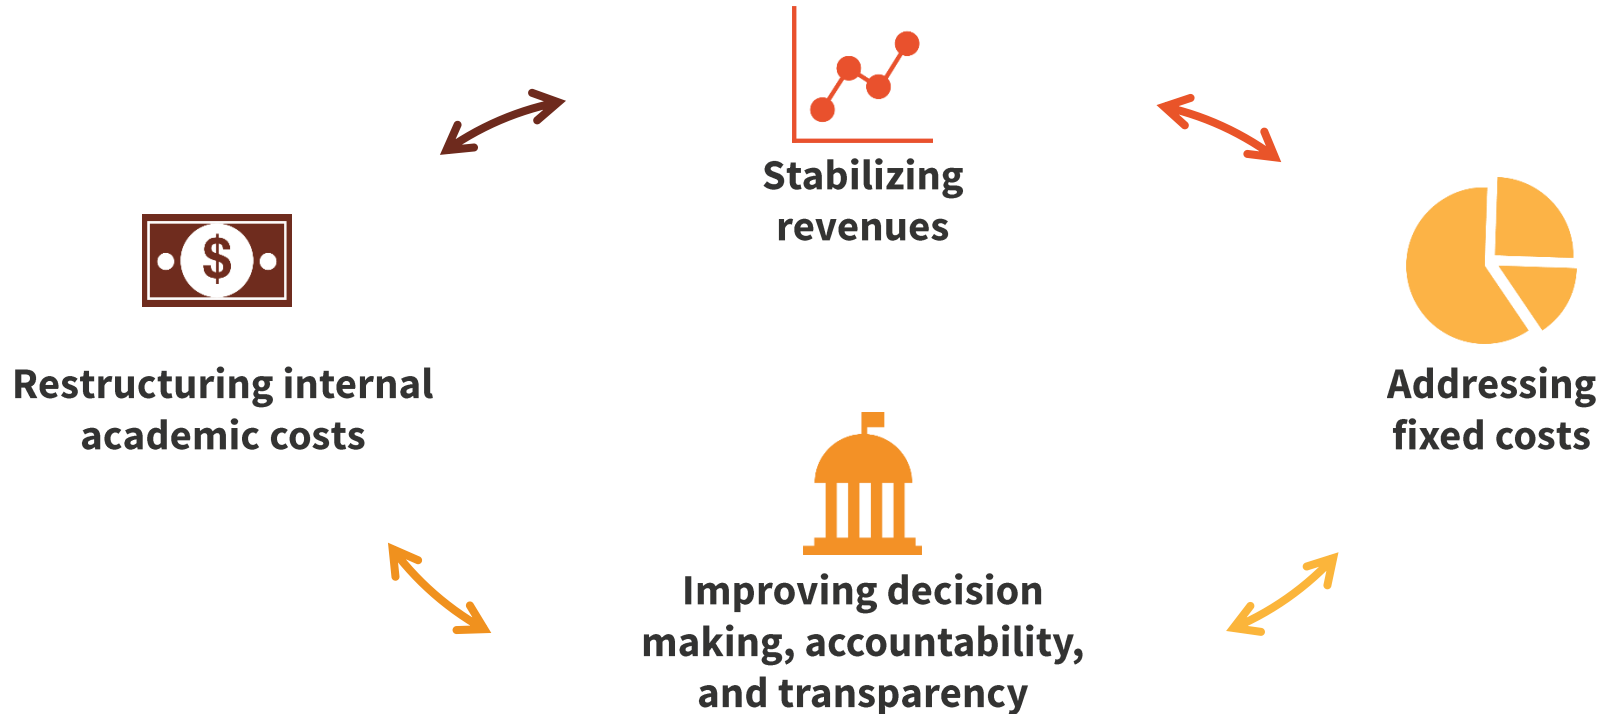 Stabilizing
revenues
$
Restructuring internal
academic costs
Addressing
fixed costs
Improving decision
making, accountability,
and transparency